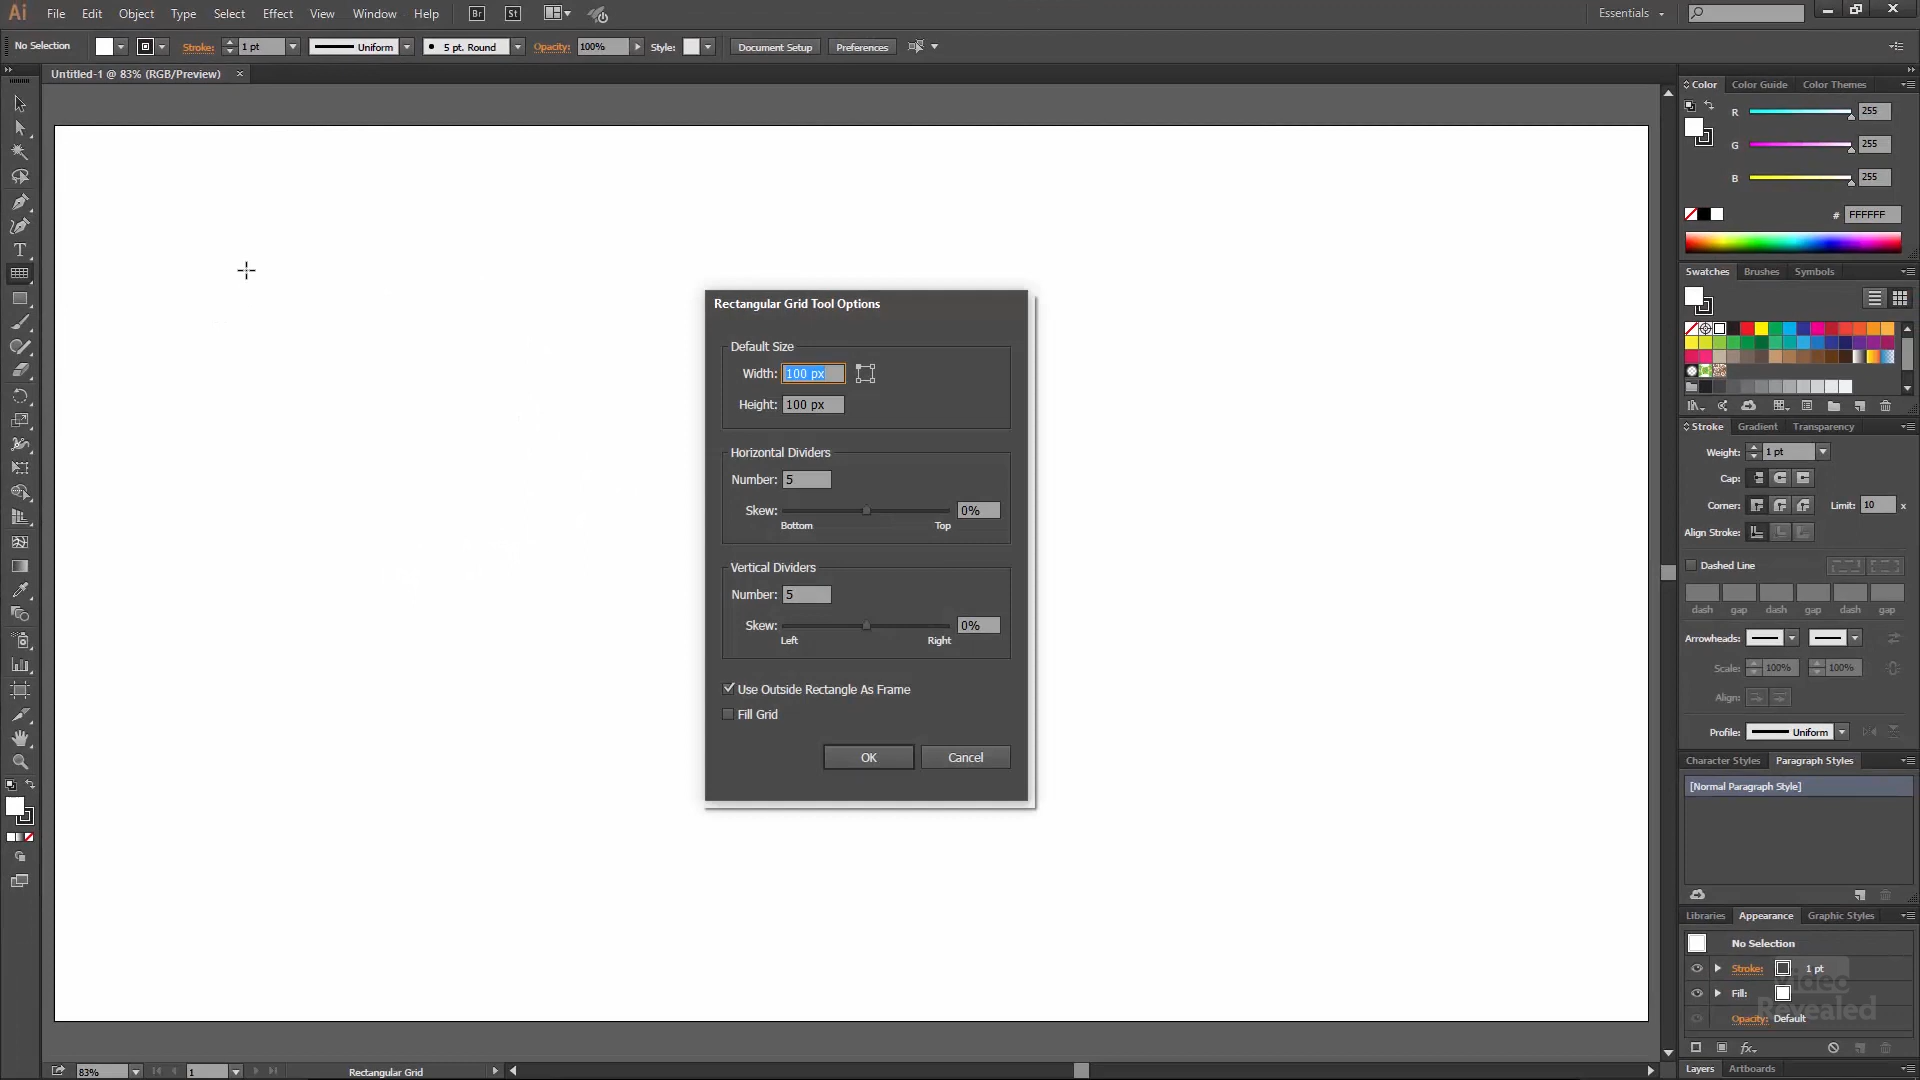 Ai File Edit Object Type Select Effect View Window Help Br St Essentials
No Selection Stroke: 1 pt Uniform 5 pt. Round Opacity: 100% Style: Document Setup Preferences
Untitled-1 @ 83% (RGB/Preview)
Rectangular Grid Tool Options
Default Size
Width: 100 px
Height: 100 px
Horizontal Dividers
Number: 5
Skew: 0%
Bottom Top
Vertical Dividers
Number: 5
Skew: 0%
Left Right
Use Outside Rectangle As Frame
Fill Grid
OK Cancel
Color Color Guide Color Themes
R 255
G 255
B 255
# FFFFFF
Swatches Brushes Symbols
Stroke Gradient Transparency
Weight: 1 pt
Cap:
Corner: Limit: 10 x
Align Stroke:
Dashed Line
dash gap dash gap dash gap
Arrowheads:
Scale: 100% 100%
Align:
Profile: Uniform
Character Styles Paragraph Styles
[Normal Paragraph Style]
Libraries Appearance Graphic Styles
No Selection
Stroke: 1 pt
Fill:
Opacity: Default
fx
Video
Revealed
Layers Artboards
83% 1 Rectangular Grid